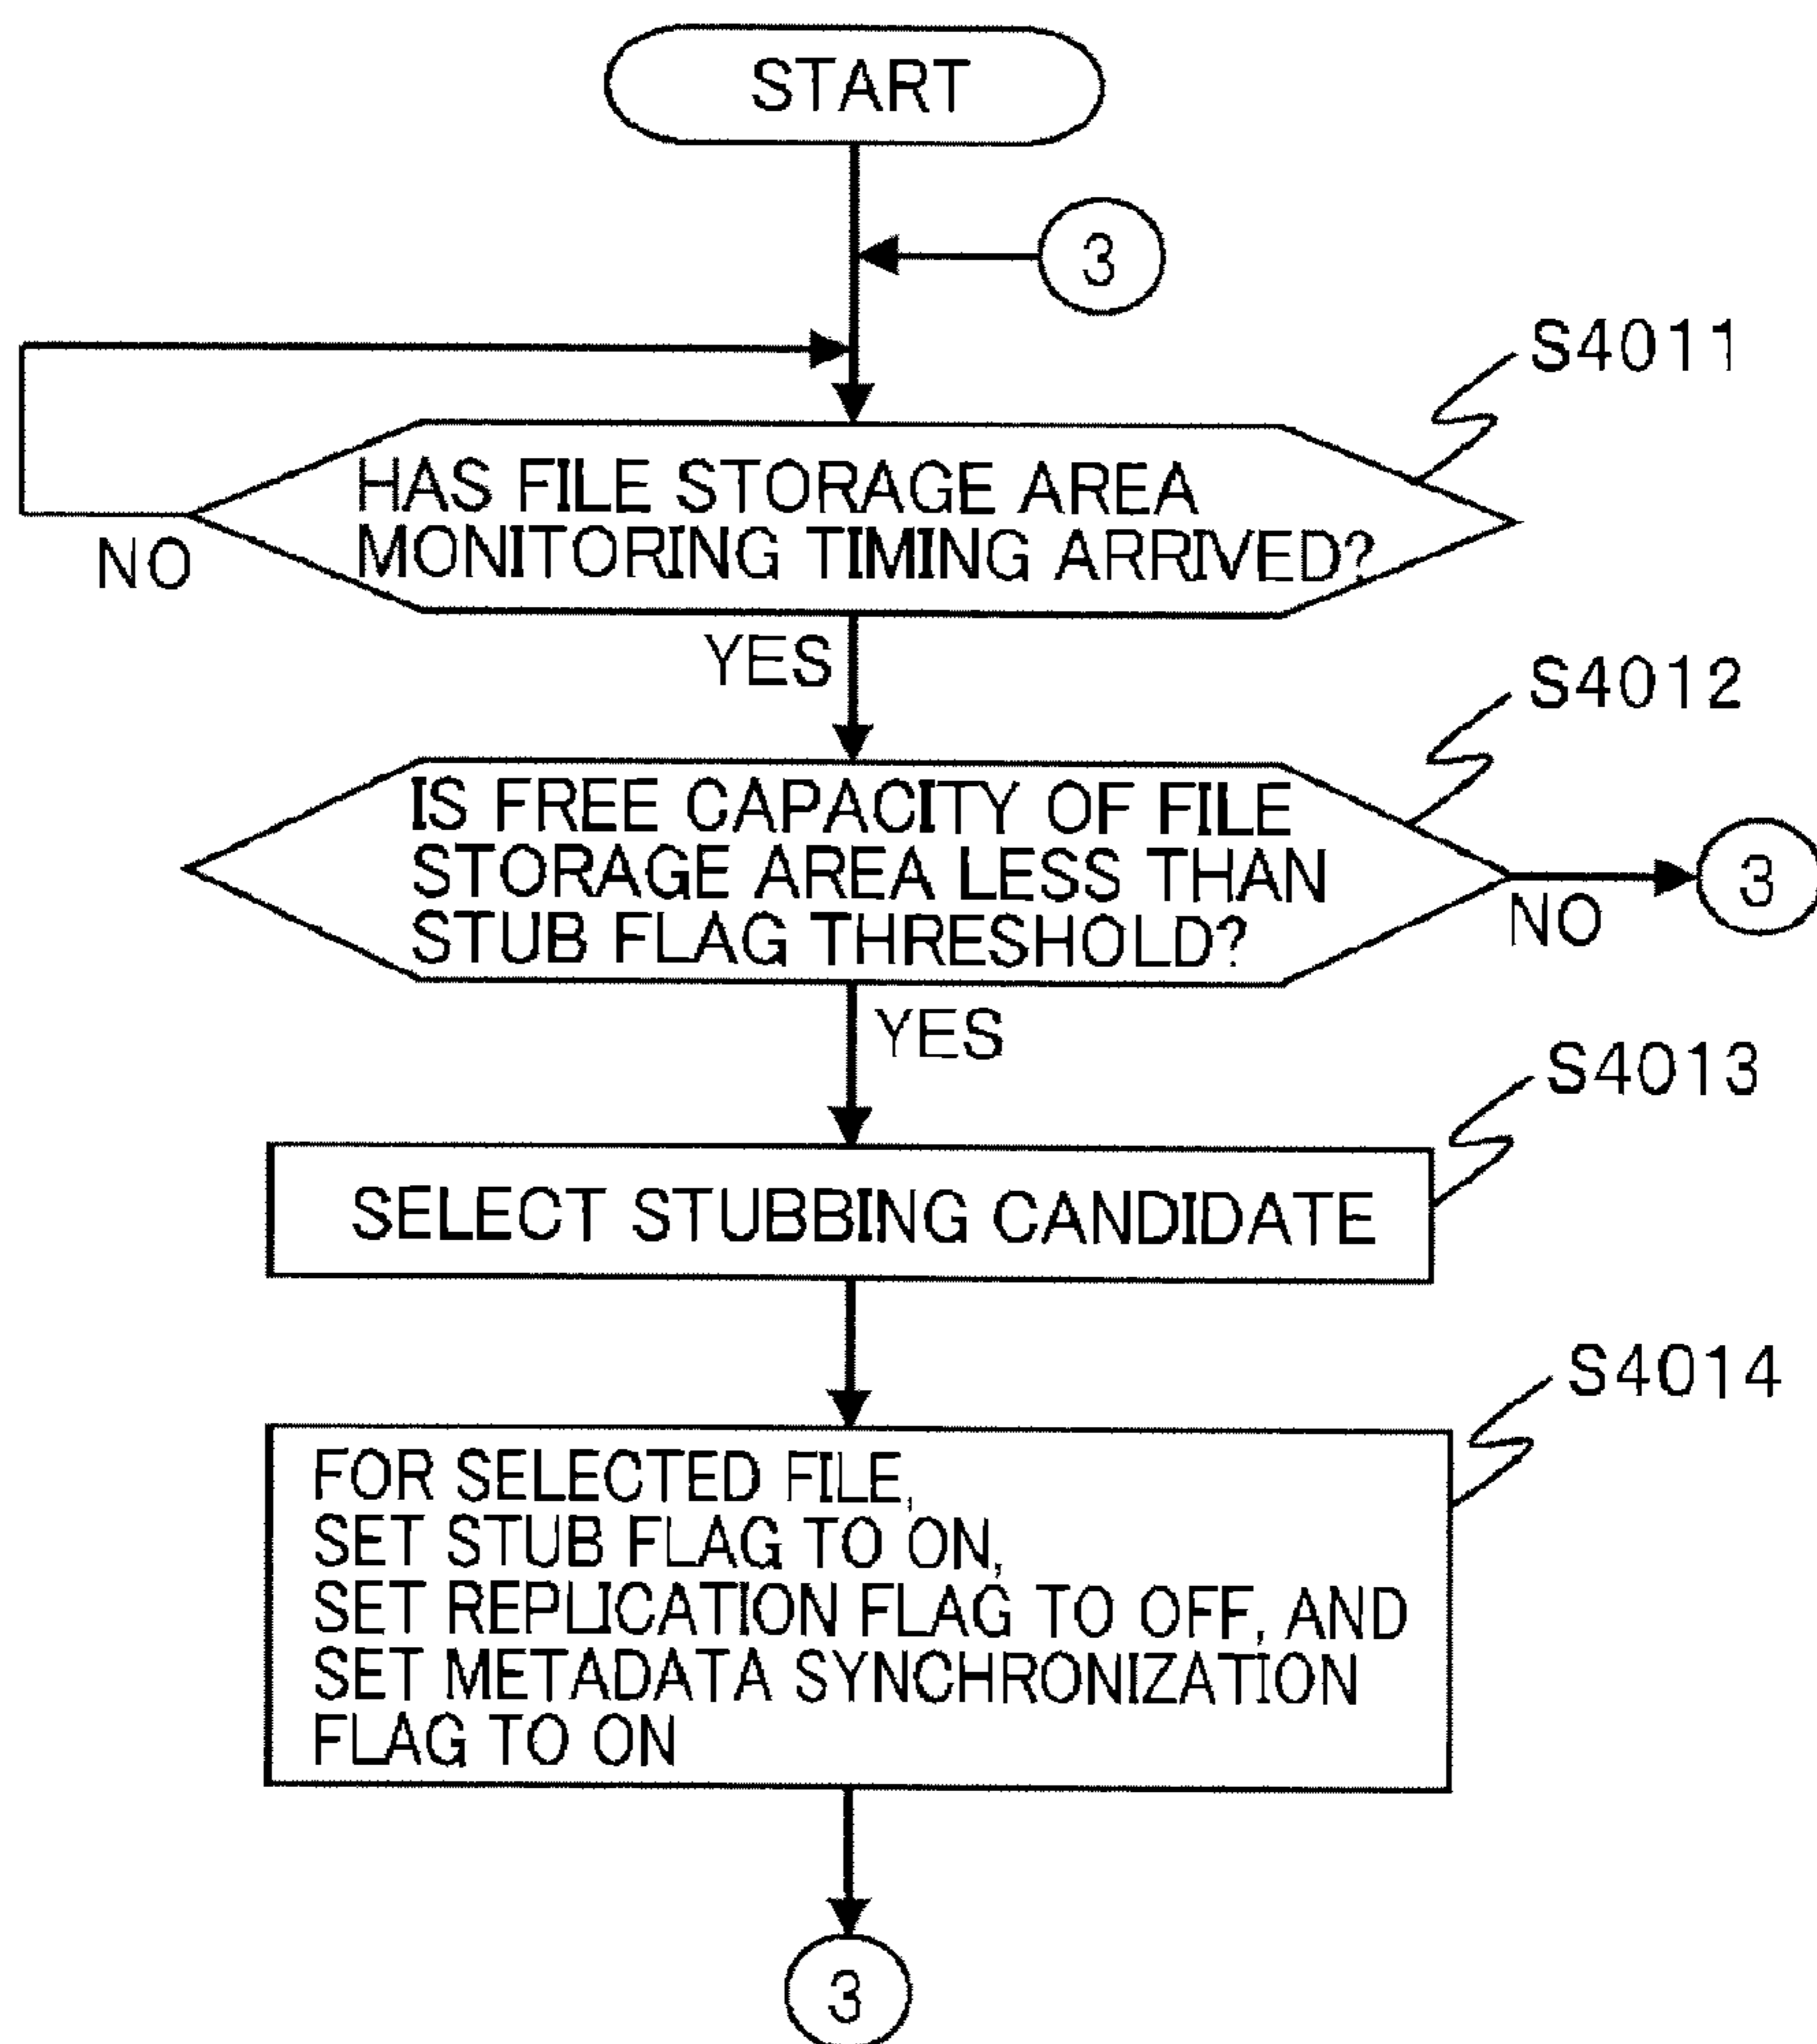 START
3
S4011
HAS FILE STORAGE AREA
MONITORING TIMING ARRIVED?
NO
YES
S4012
IS FREE CAPACITY OF FILE
STORAGE AREA LESS THAN
STUB FLAG THRESHOLD?
3
NO
YES
S4013
SELECT STUBBING CANDIDATE
S4014
FOR SELECTED FILE,
SET STUB FLAG TO ON,
SET REPLICATION FLAG TO OFF, AND
SET METADATA SYNCHRONIZATION
FLAG TO ON
3